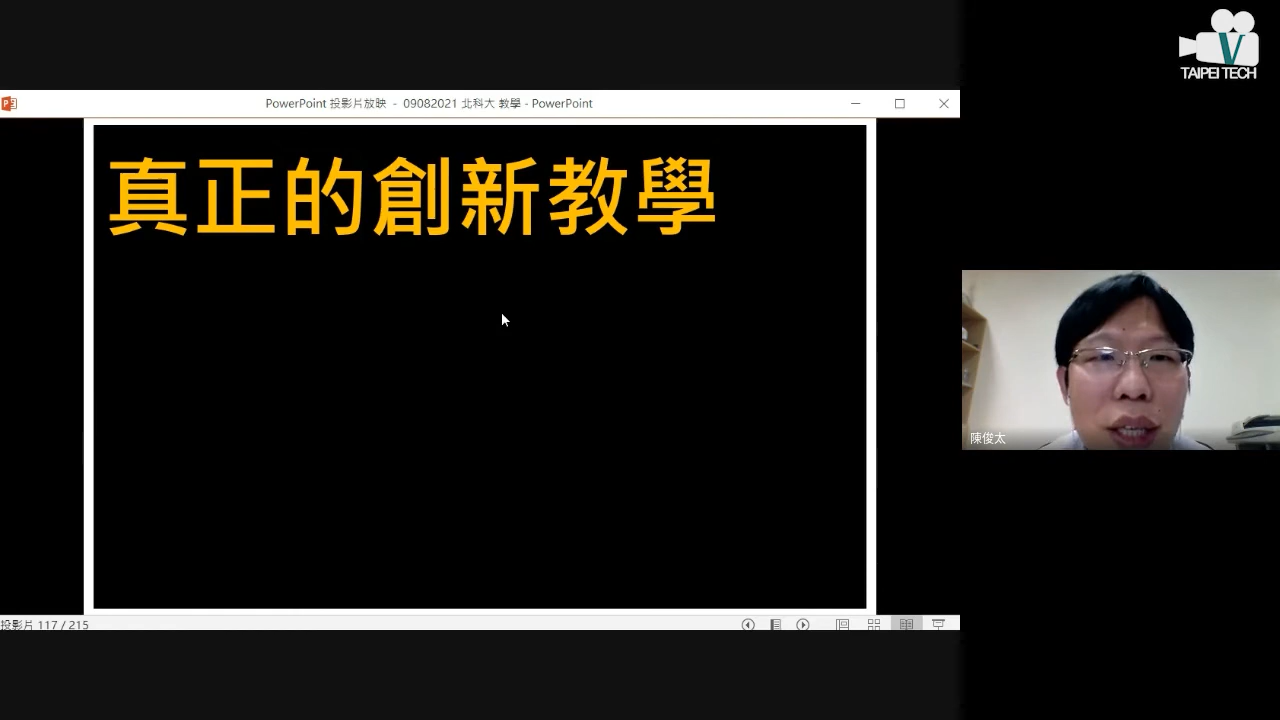 V
TAIPEI TECH
PowerPoint 投影片放映 - 09082021 北科大 教學 - PowerPoint
真正的創新教學
陳俊太
投影片 117 / 215